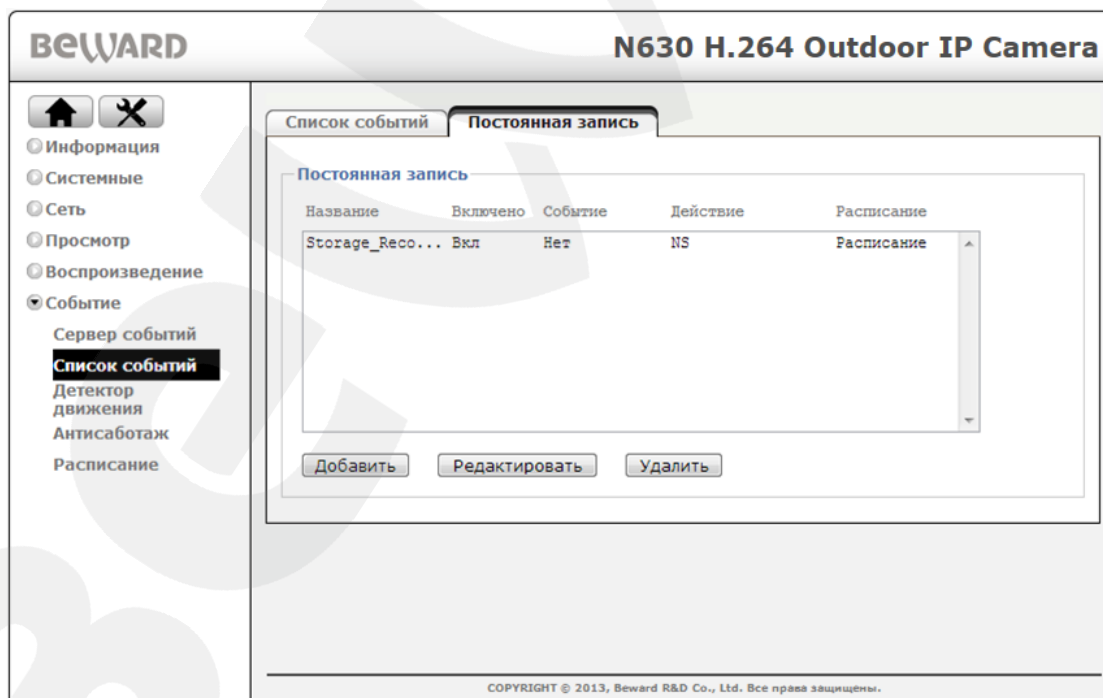 BEWARD
N630 H.264 Outdoor IP Camera
Информация
Системные
Сеть
Просмотр
Воспроизведение
Событие
Сервер событий
Список событий
Детектор
движения
Антисаботаж
Расписание
Список событий Постоянная запись
Постоянная запись
Название Включено Событие Действие Расписание
Storage_Reco... Вкл Нет NS Расписание
Добавить Редактировать Удалить
COPYRIGHT © 2013, Beward R&D Co., Ltd. Все права защищены.